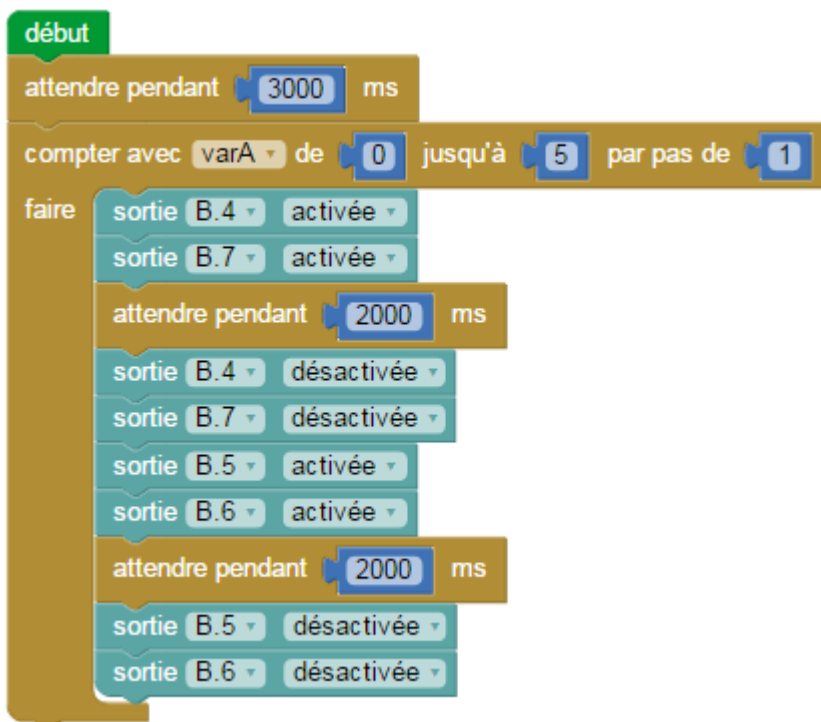 début
attendre pendant 3000 ms
compter avec varA de 0 jusqu'à 5 par pas de 1
faire sortie B.4 activée
sortie B.7 activée
attendre pendant 2000 ms
sortie B.4 désactivée
sortie B.7 désactivée
sortie B.5 activée
sortie B.6 activée
attendre pendant 2000 ms
sortie B.5 désactivée
sortie B.6 désactivée